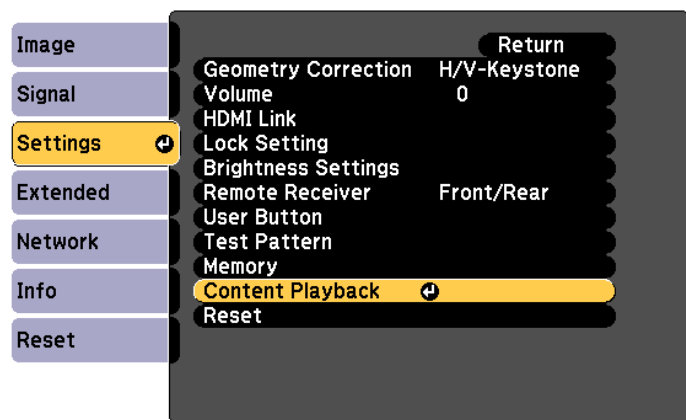 Image
Signal
Settings
Extended
Network
Info
Reset
Return
Geometry Correction H/V-Keystone
Volume 0
HDMI Link
Lock Setting
Brightness Settings
Remote Receiver Front/Rear
User Button
Test Pattern
Memory
Content Playback
Reset